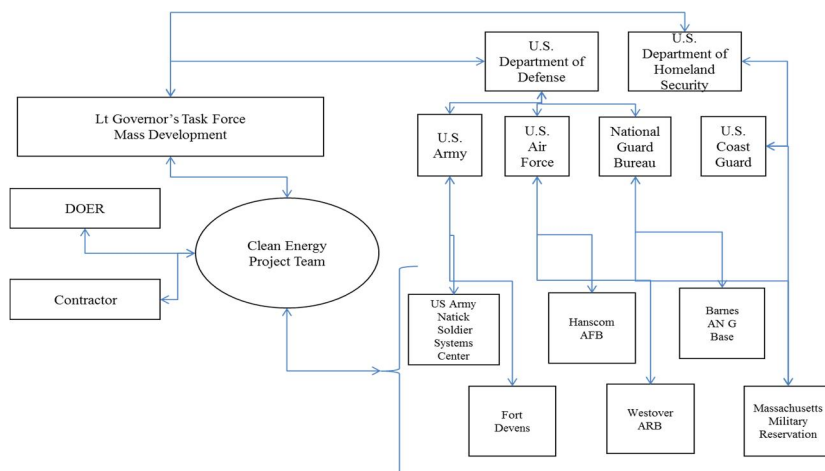 U.S.
Department of
Defense
U.S.
Department of
Homeland
Security
Lt Governor's Task Force
Mass Development
U.S.
Army
U.S.
Air
Force
National
Guard
Bureau
U.S.
Coast
Guard
DOER
Clean Energy
Project Team
Contractor
US Army
Natick
Soldier
Systems
Center
Hanscom
AFB
Barnes
AN G
Base
Fort
Devens
Westover
ARB
Massachusetts
Military
Reservation